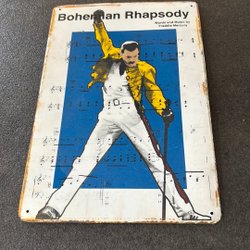 Bohemian Rhapsody
Words and Music by
Freddie Mercury